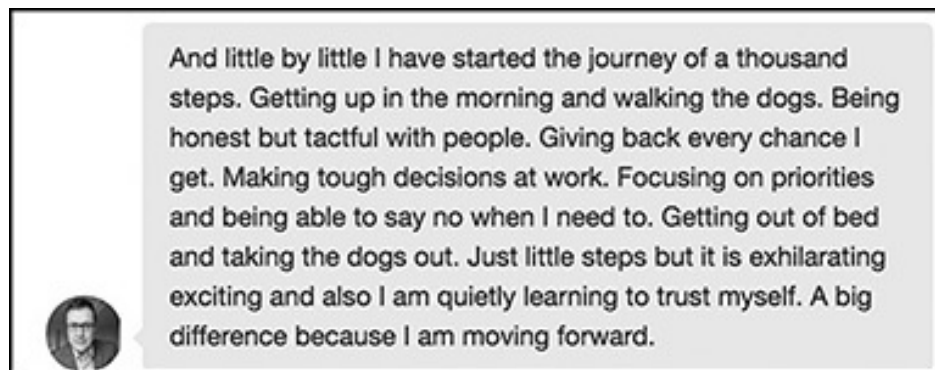 And little by little I have started the journey of a thousand
steps. Getting up in the morning and walking the dogs. Being
honest but tactful with people. Giving back every chance I
get. Making tough decisions at work. Focusing on priorities
and being able to say no when I need to. Getting out of bed
and taking the dogs out. Just little steps but it is exhilarating
exciting and also I am quietly learning to trust myself. A big
difference because I am moving forward.